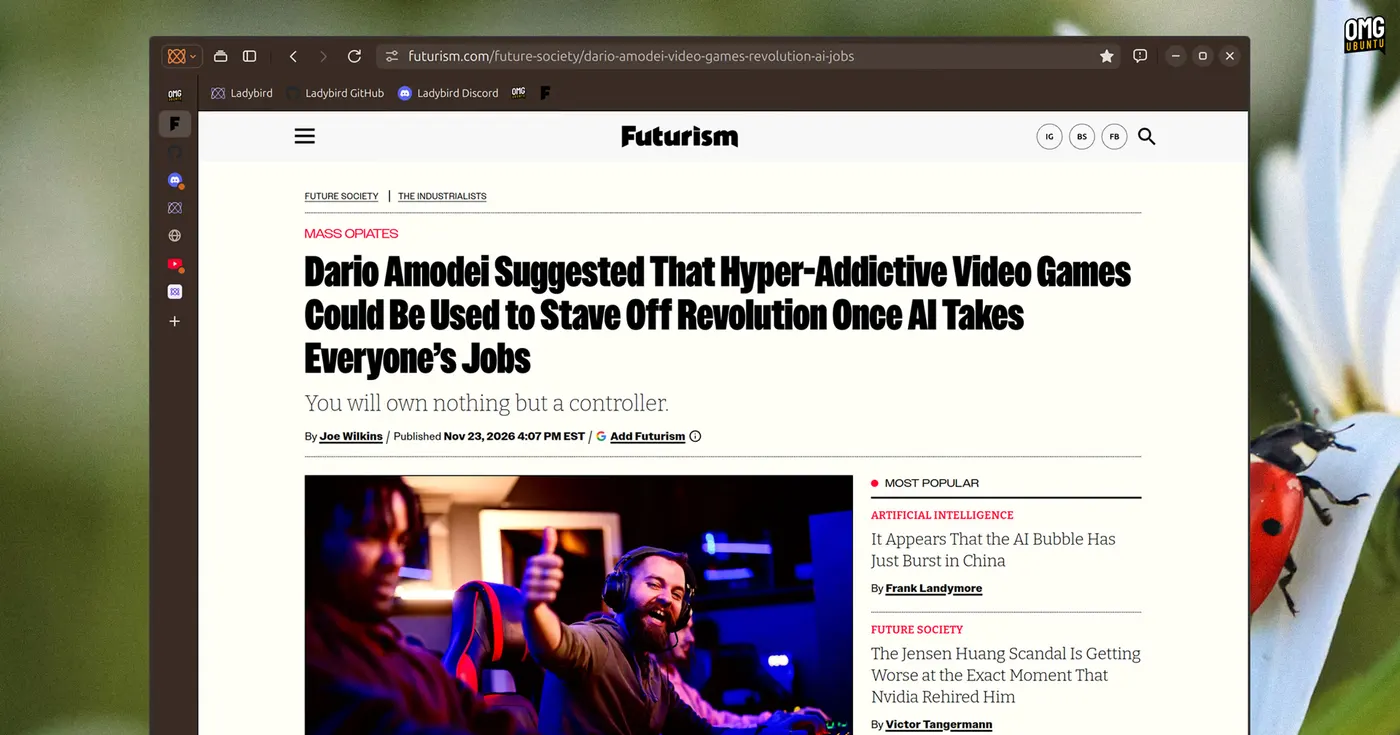 OMG
UBUNTU
futurism.com/future-society/dario-amodei-video-games-revolution-ai-jobs
OMG
Ladybird
Ladybird GitHub
Ladybird Discord
OMG
F
F
Futurism
IG
BS
FB
FUTURE SOCIETY | THE INDUSTRIALISTS
MASS OPIATES
Dario Amodei Suggested That Hyper-Addictive Video Games
Could Be Used to Stave Off Revolution Once AI Takes
Everyone’s Jobs
You will own nothing but a controller.
By Joe Wilkins / Published Nov 23, 2026 4:07 PM EST / G Add Futurism
MOST POPULAR
ARTIFICIAL INTELLIGENCE
It Appears That the AI Bubble Has
Just Burst in China
By Frank Landymore
FUTURE SOCIETY
The Jensen Huang Scandal Is Getting
Worse at the Exact Moment That
Nvidia Rehired Him
By Victor Tangermann